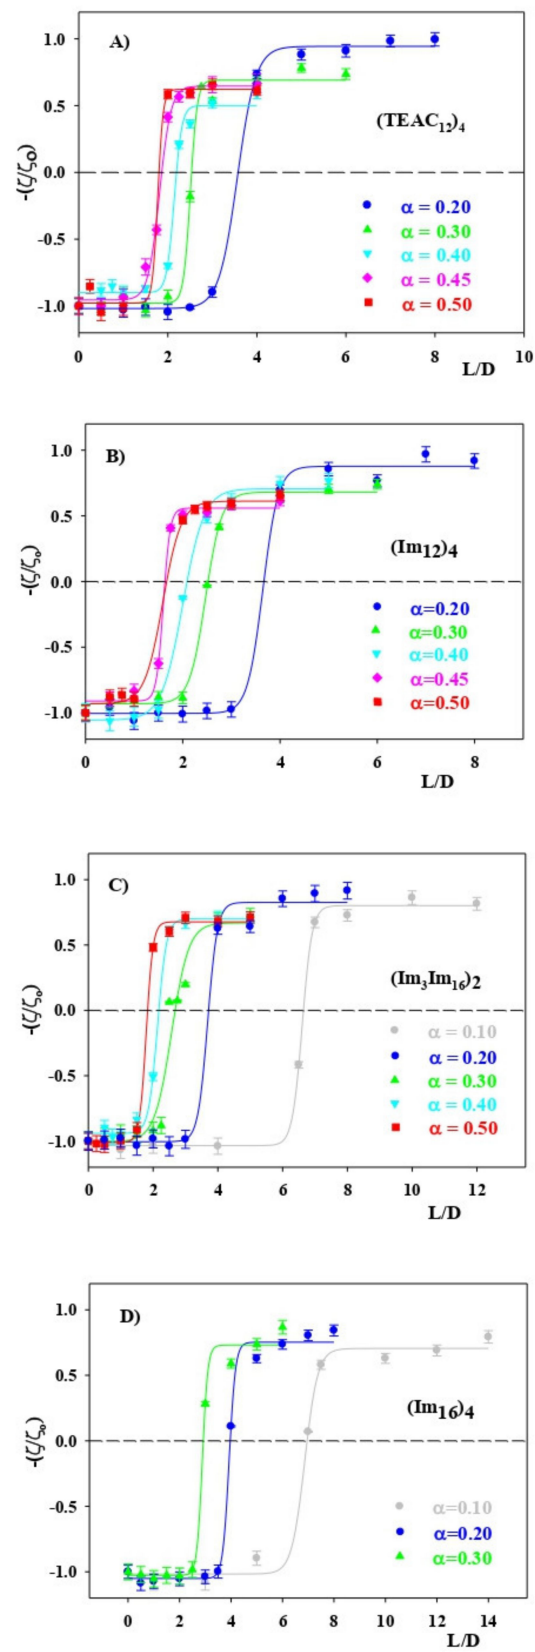 A)
1.0
0.5
0.0
-0.5
-1.0
-(ζ/ζo)
(TEAC12)4
α = 0.20
α = 0.30
α = 0.40
α = 0.45
α = 0.50
0 2 4 6 8 10
L/D
B)
1.0
0.5
0.0
-0.5
-1.0
-(ζ/ζo)
(Im12)4
α=0.20
α=0.30
α=0.40
α=0.45
α=0.50
0 2 4 6 8
L/D
C)
1.0
0.5
0.0
-0.5
-1.0
-(ζ/ζo)
(Im3Im16)2
α = 0.10
α = 0.20
α = 0.30
α = 0.40
α = 0.50
0 2 4 6 8 10 12
L/D
D)
1.0
0.5
0.0
-0.5
-1.0
-(ζ/ζo)
(Im16)4
α=0.10
α=0.20
α=0.30
0 2 4 6 8 10 12 14
L/D